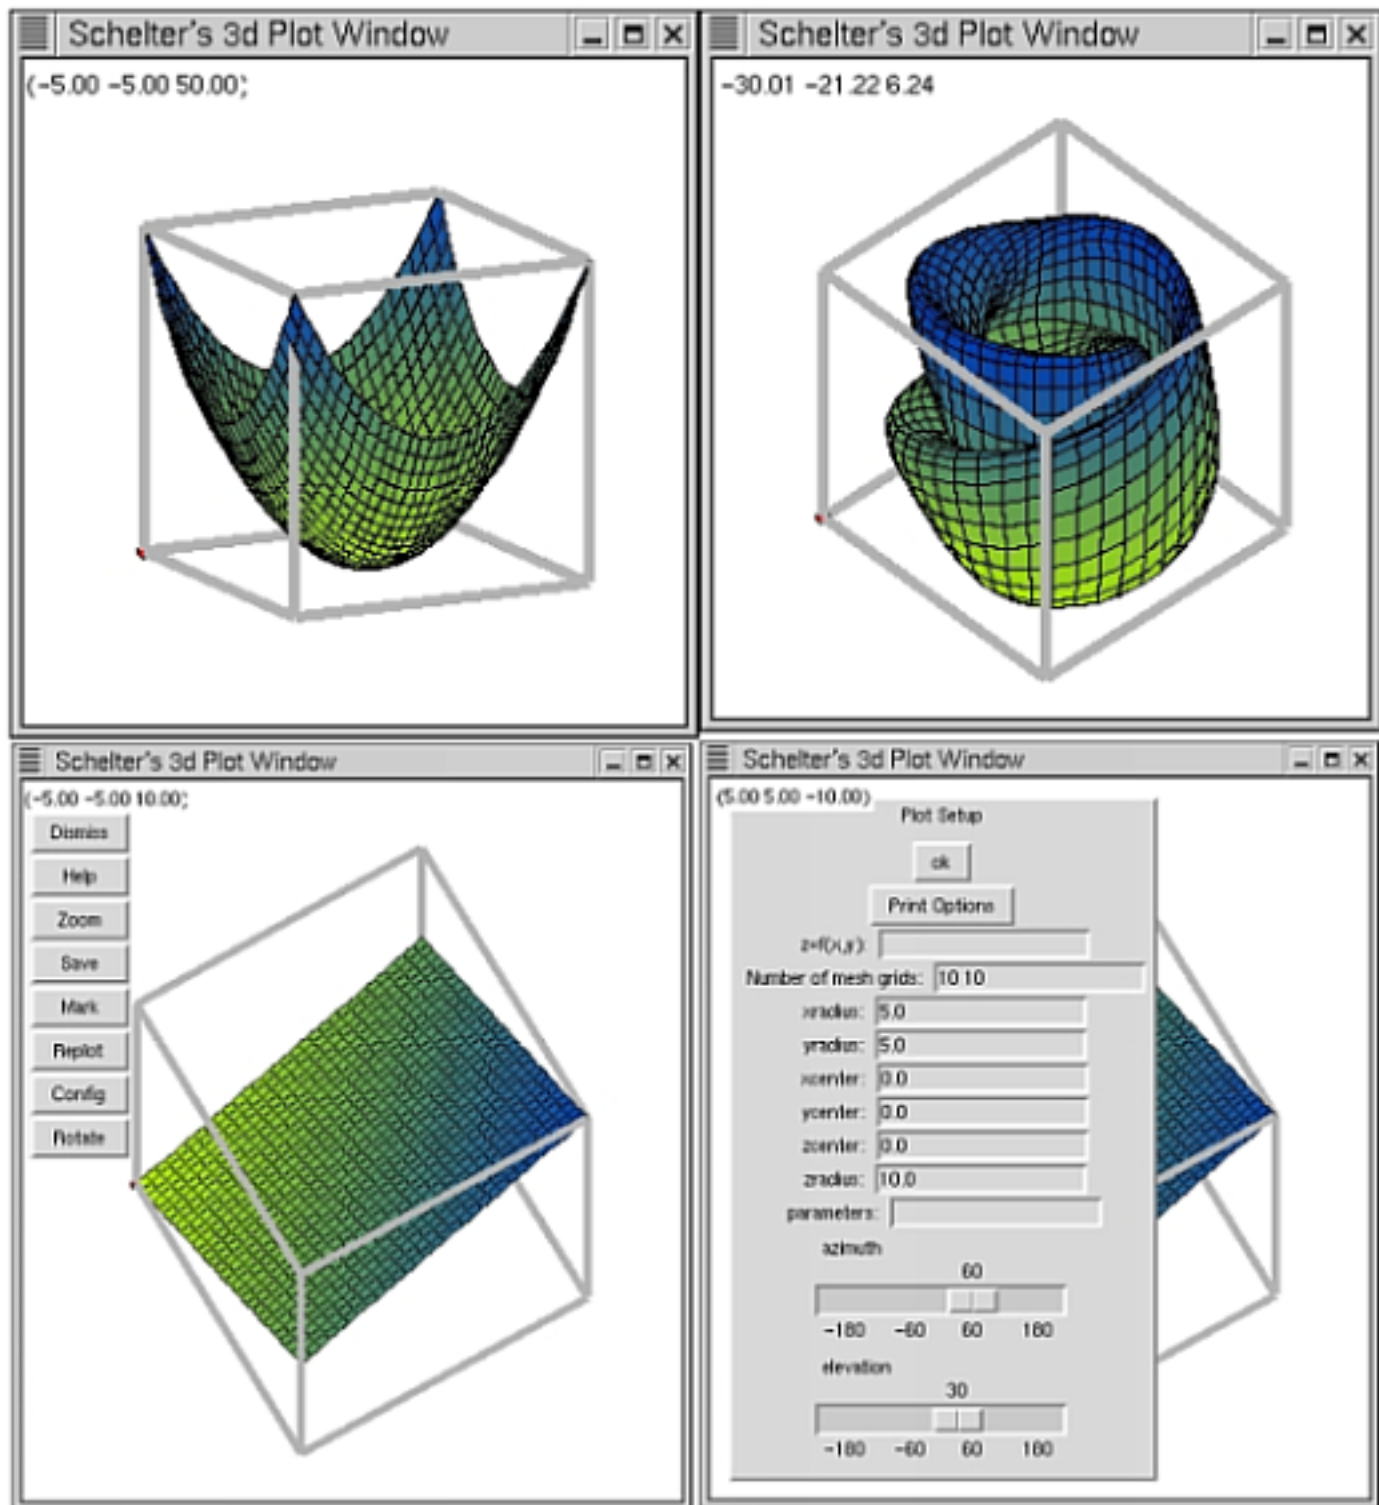 Schelter's 3d Plot Window
(-5.00 -5.00 50.00)
Schelter's 3d Plot Window
-30.01 -21.22 6.24
Schelter's 3d Plot Window
(-5.00 -5.00 10.00)
Dismiss
Help
Zoom
Save
Mark
Replot
Config
Rotate
Schelter's 3d Plot Window
(5.00 5.00 -10.00)
Plot Setup
ok
Print Options
z=f(x,y):
Number of mesh grids: 10 10
xradius: 5.0
yradius: 5.0
xcenter: 0.0
ycenter: 0.0
zcenter: 0.0
zradius: 10.0
parameters:
azimuth
60
-180 -60 60 180
elevation
30
-180 -60 60 180